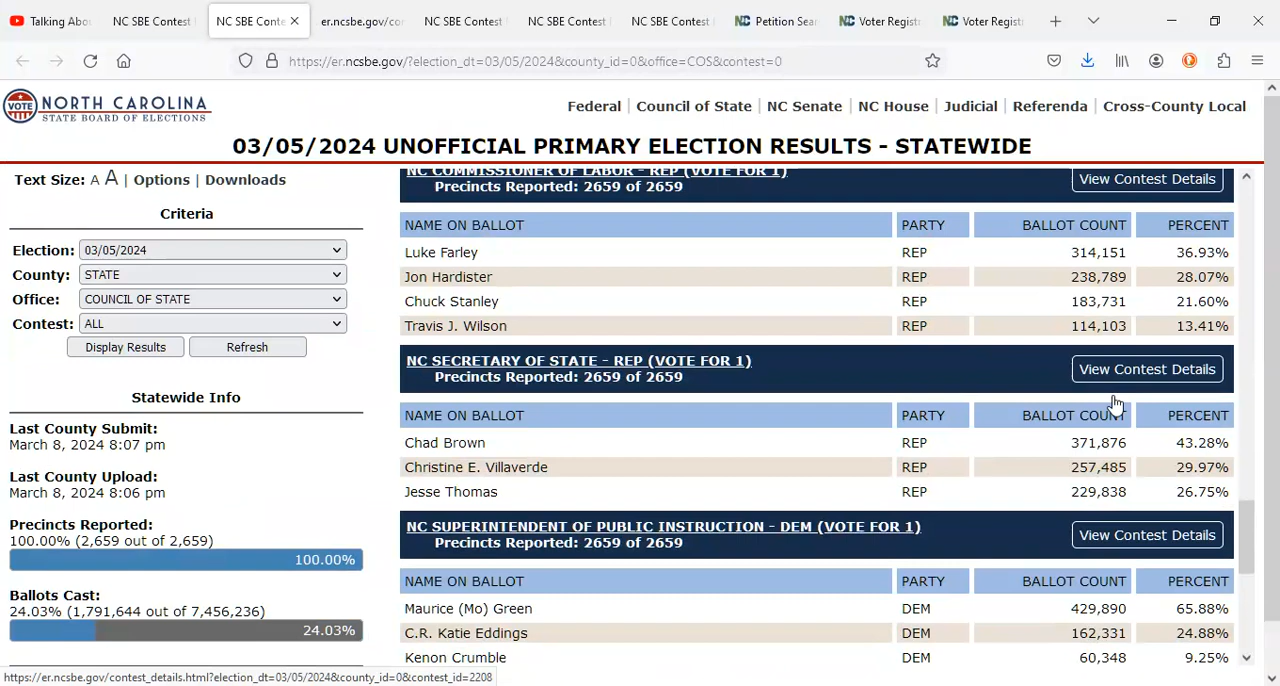 Talking Abou
NC SBE Contest
NC SBE Conte
er.ncsbe.gov/co
NC SBE Contest
NC SBE Contest
NC SBE Contest
Petition Sea
Voter Regist
Voter Regist
https://er.ncsbe.gov/?election_dt=03/05/2024&county_id=0&office=COS&contest=0
VOTE NORTH CAROLINA
STATE BOARD OF ELECTIONS
Federal | Council of State | NC Senate | NC House | Judicial | Referenda | Cross-County Local
03/05/2024 UNOFFICIAL PRIMARY ELECTION RESULTS - STATEWIDE
Text Size: A A | Options | Downloads
Criteria
Election: 03/05/2024
County: STATE
Office: COUNCIL OF STATE
Contest: ALL
Display Results Refresh
Statewide Info
Last County Submit:
March 8, 2024 8:07 pm
Last County Upload:
March 8, 2024 8:06 pm
Precincts Reported:
100.00% (2,659 out of 2,659)
100.00%
Ballots Cast:
24.03% (1,791,644 out of 7,456,236)
24.03%
NC COMMISSIONER OF LABOR - REP (VOTE FOR 1)
Precincts Reported: 2659 of 2659
View Contest Details
NAME ON BALLOT PARTY BALLOT COUNT PERCENT
Luke Farley REP 314,151 36.93%
Jon Hardister REP 238,789 28.07%
Chuck Stanley REP 183,731 21.60%
Travis J. Wilson REP 114,103 13.41%
NC SECRETARY OF STATE - REP (VOTE FOR 1)
Precincts Reported: 2659 of 2659
View Contest Details
NAME ON BALLOT PARTY BALLOT COUNT PERCENT
Chad Brown REP 371,876 43.28%
Christine E. Villaverde REP 257,485 29.97%
Jesse Thomas REP 229,838 26.75%
NC SUPERINTENDENT OF PUBLIC INSTRUCTION - DEM (VOTE FOR 1)
Precincts Reported: 2659 of 2659
View Contest Details
NAME ON BALLOT PARTY BALLOT COUNT PERCENT
Maurice (Mo) Green DEM 429,890 65.88%
C.R. Katie Eddings DEM 162,331 24.88%
Kenon Crumble DEM 60,348 9.25%
https://er.ncsbe.gov/contest_details.html?election_dt=03/05/2024&county_id=0&contest_id=2208